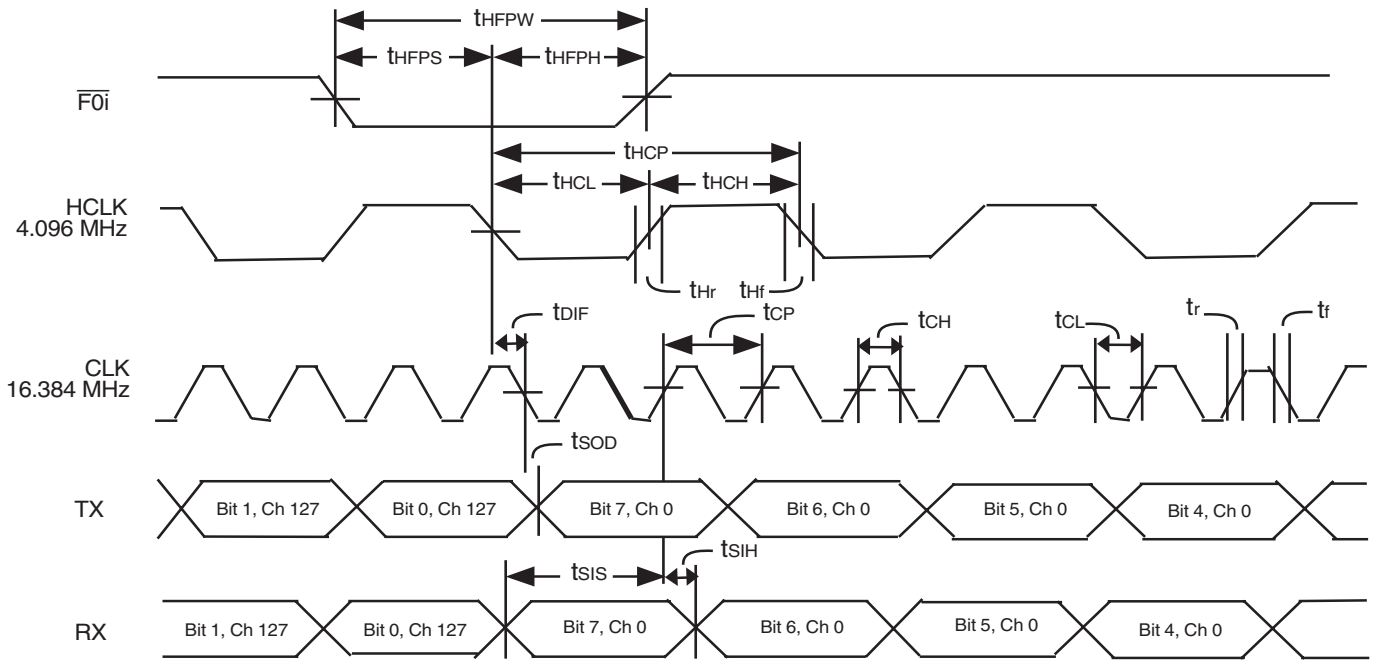 tHFPW
tHFPS tHFPH
F0i
tHCP
tHCL tHCH
HCLK
4.096 MHz
tHr tHf
tDIF tCP tCH tCL tr tf
CLK
16.384 MHz
tSOD
TX Bit 1, Ch 127 Bit 0, Ch 127 Bit 7, Ch 0 Bit 6, Ch 0 Bit 5, Ch 0 Bit 4, Ch 0
tSIH
tSIS
RX Bit 1, Ch 127 Bit 0, Ch 127 Bit 7, Ch 0 Bit 6, Ch 0 Bit 5, Ch 0 Bit 4, Ch 0